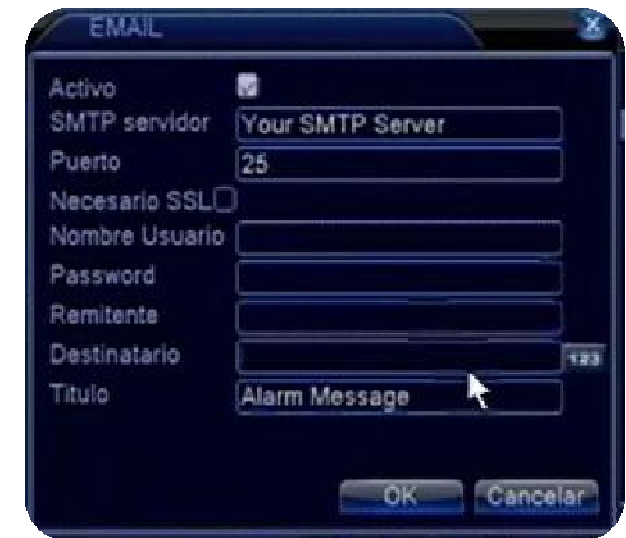 EMAIL
Activo
SMTP servidor Your SMTP Server
Puerto 25
Necesario SSL
Nombre Usuario
Password
Remitente
Destinatario 123
Titulo Alarm Message
OK Cancelar